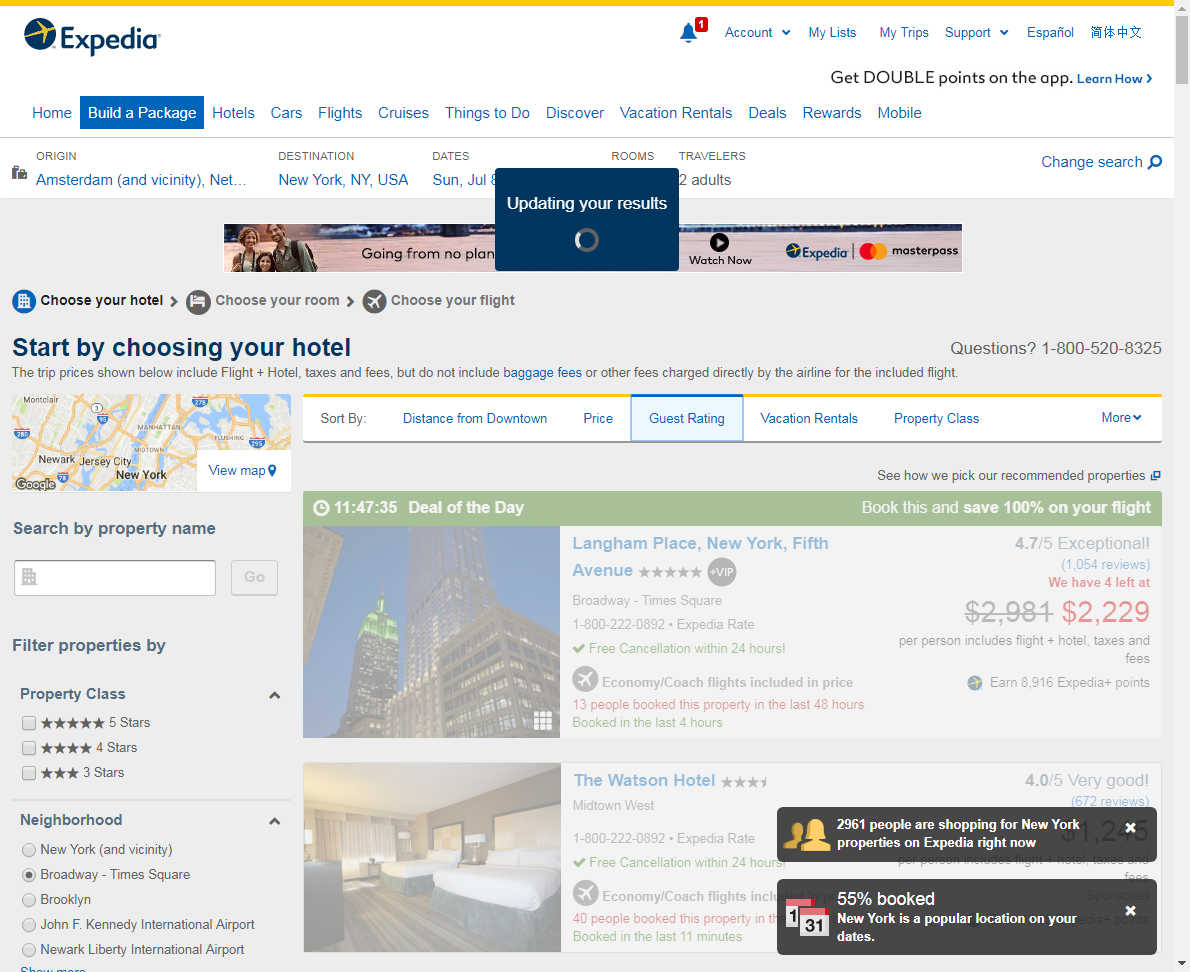 Expedia
1
Account
My Lists
My Trips
Support
Español
简体中文
Get DOUBLE points on the app. Learn How
Home
Build a Package
Hotels
Cars
Flights
Cruises
Things to Do
Discover
Vacation Rentals
Deals
Rewards
Mobile
ORIGIN
DESTINATION
DATES
ROOMS
TRAVELERS
Amsterdam (and vicinity), Net...
New York, NY, USA
Sun, Jul
2 adults
Change search
Updating your results
Going from no plan
Watch Now
Expedia
masterpass
Choose your hotel
Choose your room
Choose your flight
Start by choosing your hotel
Questions? 1-800-520-8325
The trip prices shown below include Flight + Hotel, taxes and fees, but do not include baggage fees or other fees charged directly by the airline for the included flight.
Montclair
3
95
278
280
MANHATTAN
FLUSHING
295
MIDTOWN
Newark
Jersey City
New York
78
Google
View map
Sort By:
Distance from Downtown
Price
Guest Rating
Vacation Rentals
Property Class
More
See how we pick our recommended properties
Search by property name
Go
Filter properties by
Property Class
5 Stars
4 Stars
3 Stars
Neighborhood
New York (and vicinity)
Broadway - Times Square
Brooklyn
John F. Kennedy International Airport
Newark Liberty International Airport
Show more
11:47:35 Deal of the Day
Book this and save 100% on your flight
Langham Place, New York, Fifth
Avenue
+VIP
Broadway - Times Square
1-800-222-0892 • Expedia Rate
Free Cancellation within 24 hours!
Economy/Coach flights included in price
13 people booked this property in the last 48 hours
Booked in the last 4 hours
4.7/5 Exceptional!
(1,054 reviews)
We have 4 left at
$2,981 $2,229
per person includes flight + hotel, taxes and
fees
Earn 8,916 Expedia+ points
The Watson Hotel
Midtown West
1-800-222-0892 • Expedia Rate
Free Cancellation within 24 hours!
Economy/Coach flights included in
40 people booked this property in the
Booked in the last 11 minutes
4.0/5 Very good!
(672 reviews)
$1,245
per person includes flight + hotel, taxes and
fees
Sponsored
Expedia+ points
2961 people are shopping for New York
properties on Expedia right now
1
31
55% booked
New York is a popular location on your
dates.